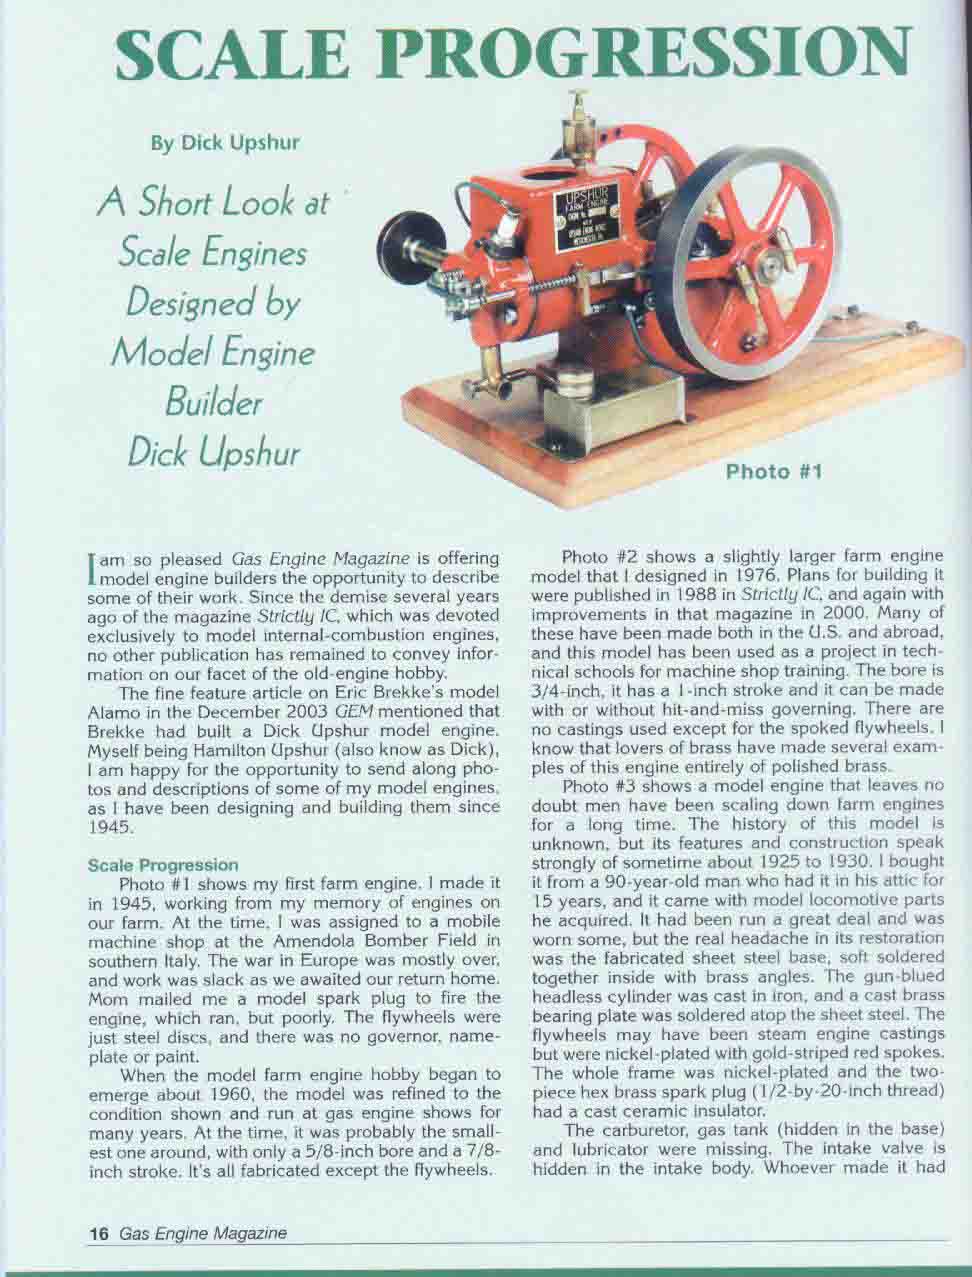 SCALE PROGRESSION
By Dick Upshur
A Short Look at
Scale Engines
Designed by
Model Engine
Builder
Dick Upshur
UPSHUR
FARM ENGINE
Photo #1
I am so pleased Gas Engine Magazine is offering
model engine builders the opportunity to describe
some of their work. Since the demise several years
ago of the magazine Strictly IC, which was devoted
exclusively to model internal-combustion engines,
no other publication has remained to convey infor-
mation on our facet of the old-engine hobby.
The fine feature article on Eric Brekke's model
Alamo in the December 2003 GEM mentioned that
Brekke had built a Dick Upshur model engine.
Myself being Hamilton Upshur (also know as Dick),
I am happy for the opportunity to send along pho-
tos and descriptions of some of my model engines,
as I have been designing and building them since
1945.
Scale Progression
Photo #1 shows my first farm engine. I made it
in 1945, working from my memory of engines on
our farm. At the time, I was assigned to a mobile
machine shop at the Amendola Bomber Field in
southern Italy. The war in Europe was mostly over,
and work was slack as we awaited our return home.
Mom mailed me a model spark plug to fire the
engine, which ran, but poorly. The flywheels were
just steel discs, and there was no governor, name-
plate or paint.
When the model farm engine hobby began to
emerge about 1960, the model was refined to the
condition shown and run at gas engine shows for
many years. At the time, it was probably the small-
est one around, with only a 5/8-inch bore and a 7/8-
inch stroke. It's all fabricated except the flywheels.
Photo #2 shows a slightly larger farm engine
model that I designed in 1976. Plans for building it
were published in 1988 in Strictly IC, and again with
improvements in that magazine in 2000. Many of
these have been made both in the U.S. and abroad,
and this model has been used as a project in tech-
nical schools for machine shop training. The bore is
3/4-inch, it has a 1-inch stroke and it can be made
with or without hit-and-miss governing. There are
no castings used except for the spoked flywheels. I
know that lovers of brass have made several exam-
ples of this engine entirely of polished brass.
Photo #3 shows a model engine that leaves no
doubt men have been scaling down farm engines
for a long time. The history of this model is
unknown, but its features and construction speak
strongly of sometime about 1925 to 1930. I bought
it from a 90-year-old man who had it in his attic for
15 years, and it came with model locomotive parts
he acquired. It had been run a great deal and was
worn some, but the real headache in its restoration
was the fabricated sheet steel base, soft soldered
together inside with brass angles. The gun-blued
headless cylinder was cast in iron, and a cast brass
bearing plate was soldered atop the sheet steel. The
flywheels may have been steam engine castings
but were nickel-plated with gold-striped red spokes.
The whole frame was nickel-plated and the two-
piece hex brass spark plug (1/2-by-20-inch thread)
had a cast ceramic insulator.
The carburetor, gas tank (hidden in the base)
and lubricator were missing. The intake valve is
hidden in the intake body. Whoever made it had
16 Gas Engine Magazine